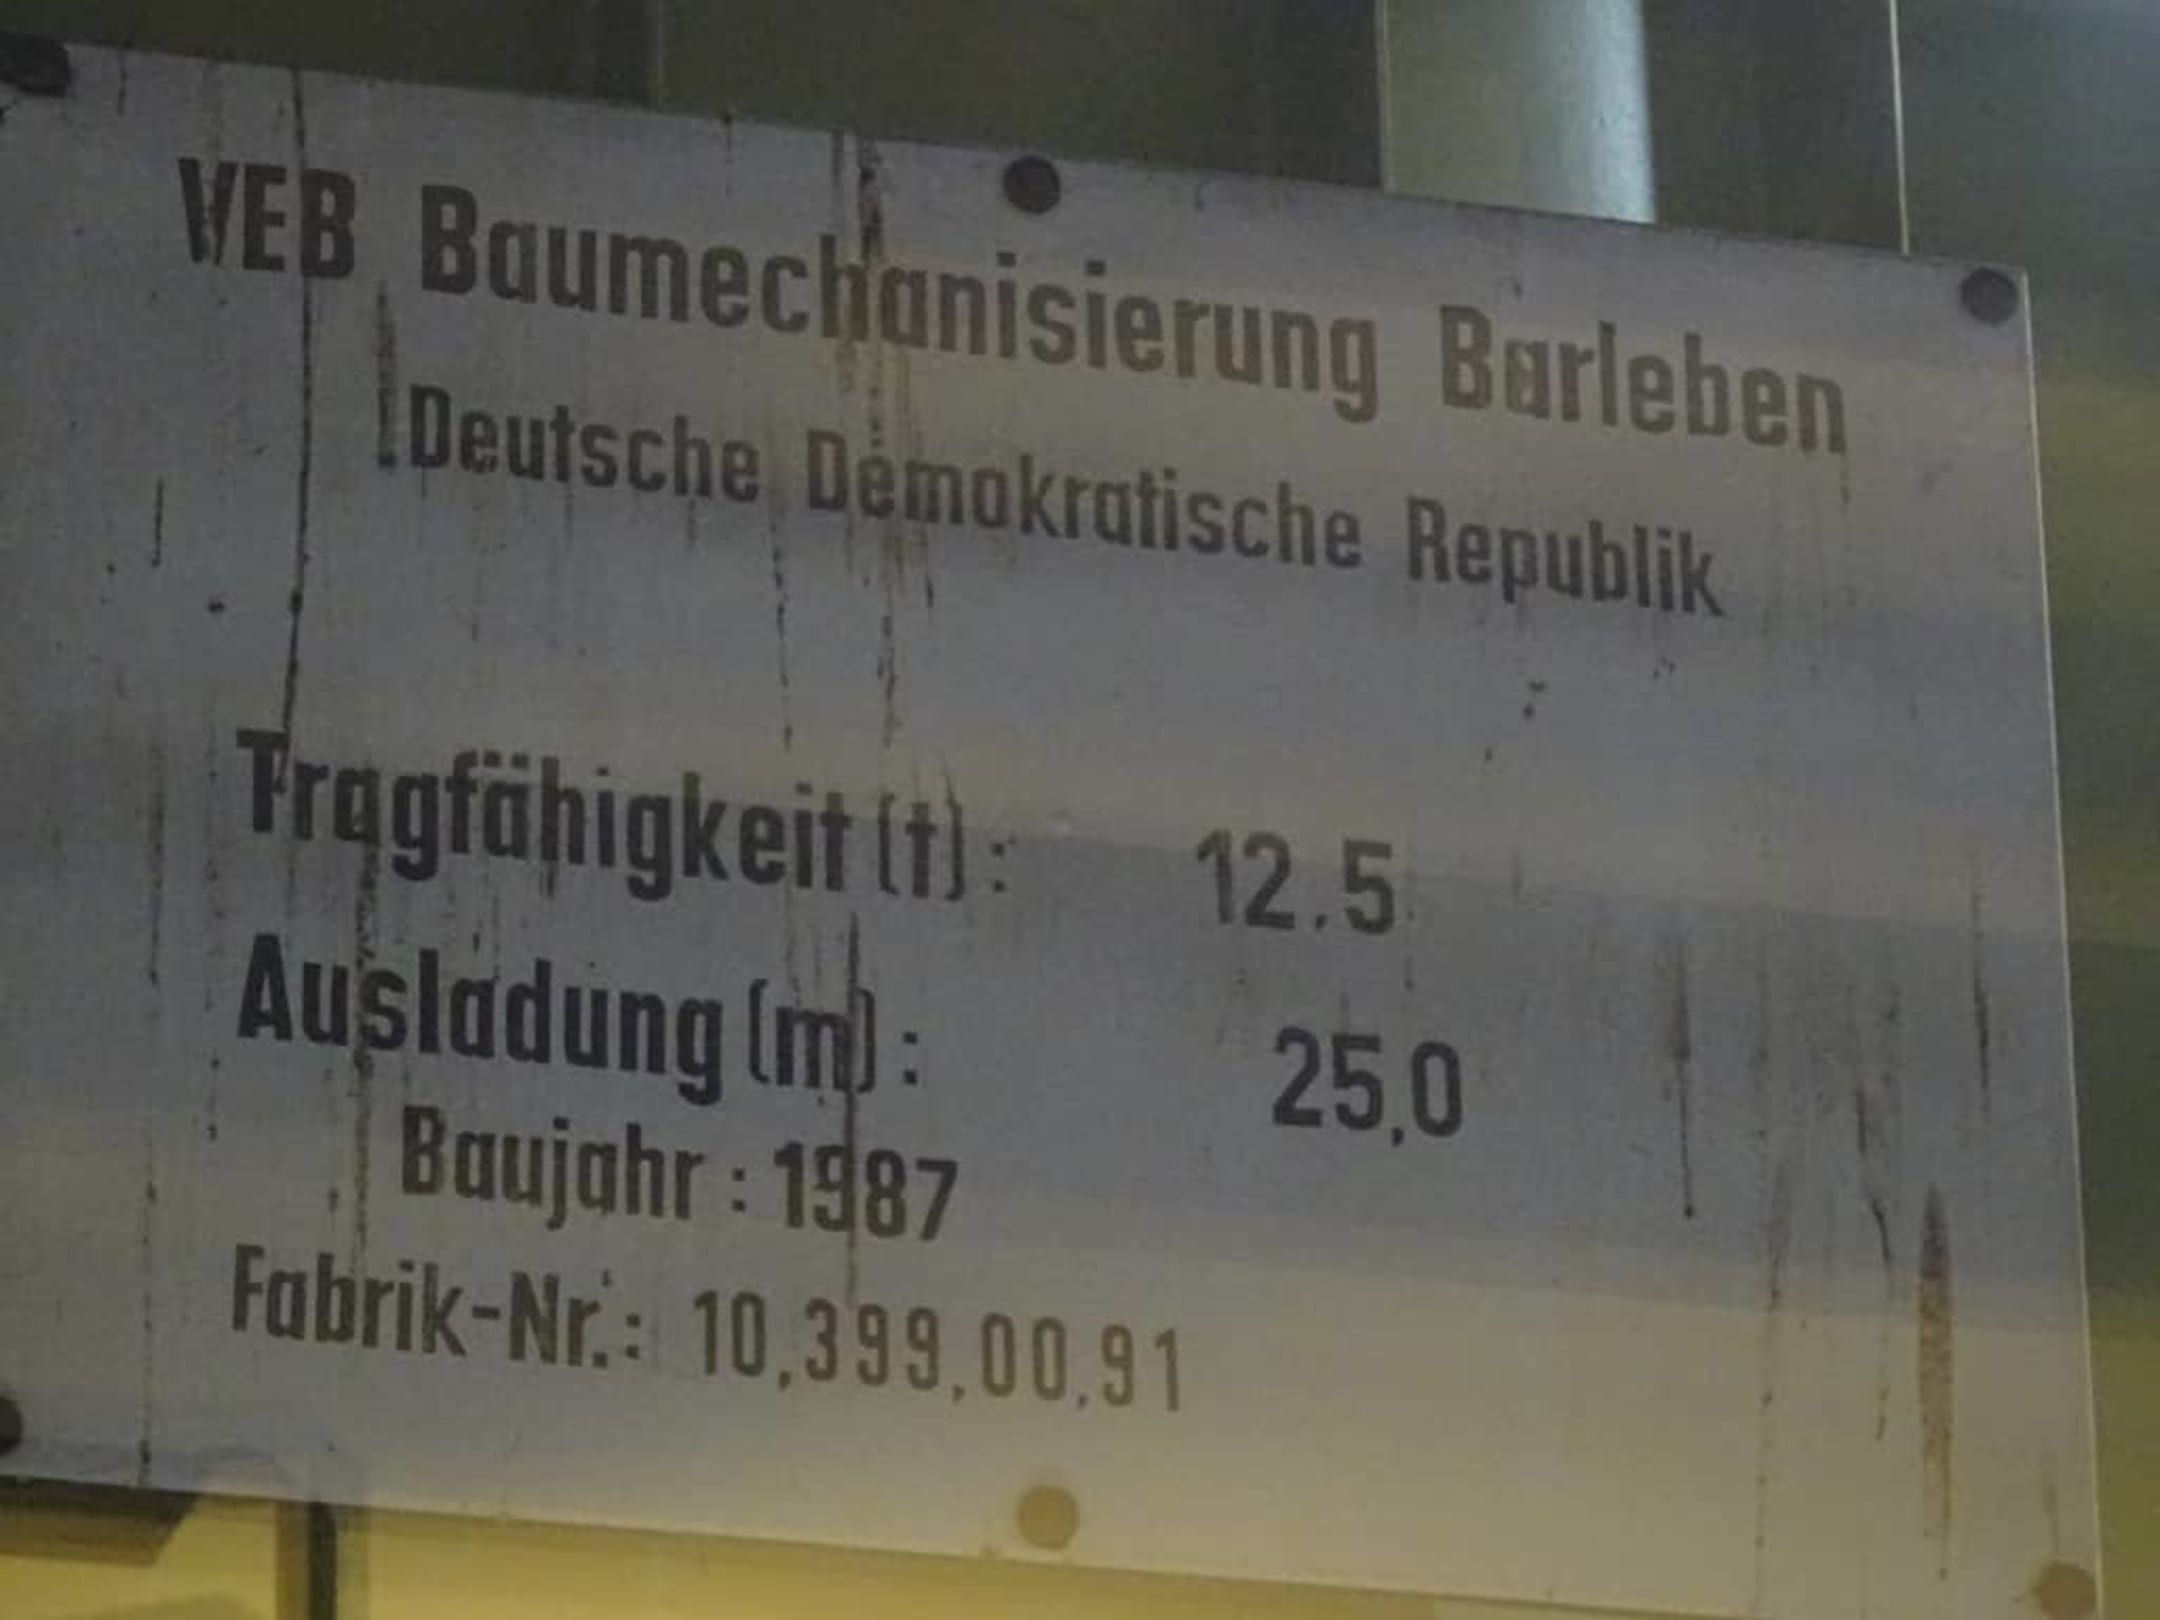 VEB Baumechanisierung Barleben
Deutsche Demokratische Republik
Tragfähigkeit (t): 12.5
Ausladung (m): 25,0
Baujahr: 1987
Fabrik-Nr.: 10,399,00,91